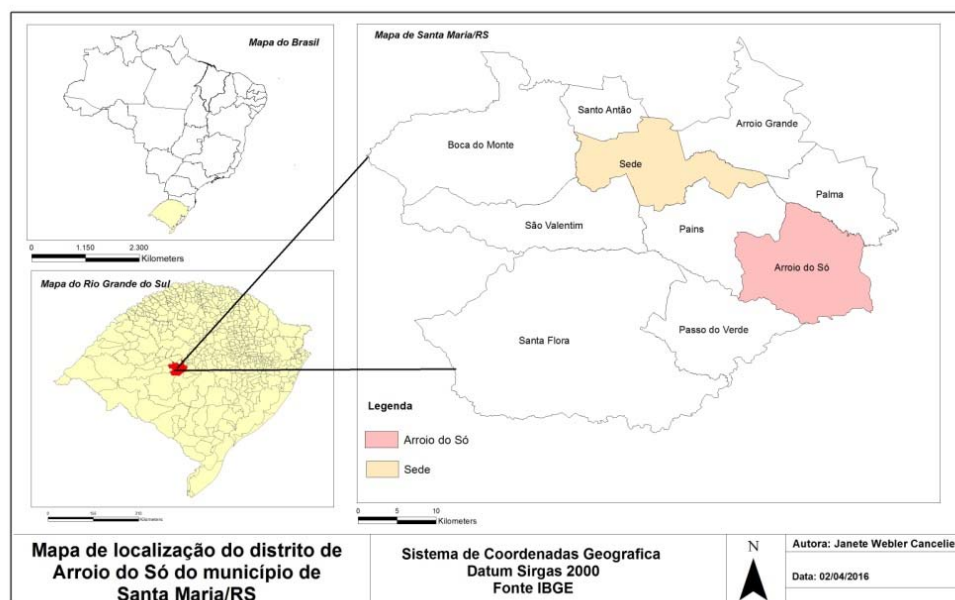 Mapa do Brasil
0 1.150 2.300
Kilometers
Mapa do Rio Grande do Sul
Kilometers
Mapa de Santa Maria/RS
Santo Antão
Arroio Grande
Boca do Monte
Sede
Palma
São Valentim
Pains
Arroio do Só
Santa Flora
Passo do Verde
Legenda
Arroio do Só
Sede
0 5 10
Kilometers
Mapa de localização do distrito de
Arroio do Só do município de
Santa Maria/RS
Sistema de Coordenadas Geografica
Datum Sirgas 2000
Fonte IBGE
N
Autora: Janete Webler Cancelie
Data: 02/04/2016